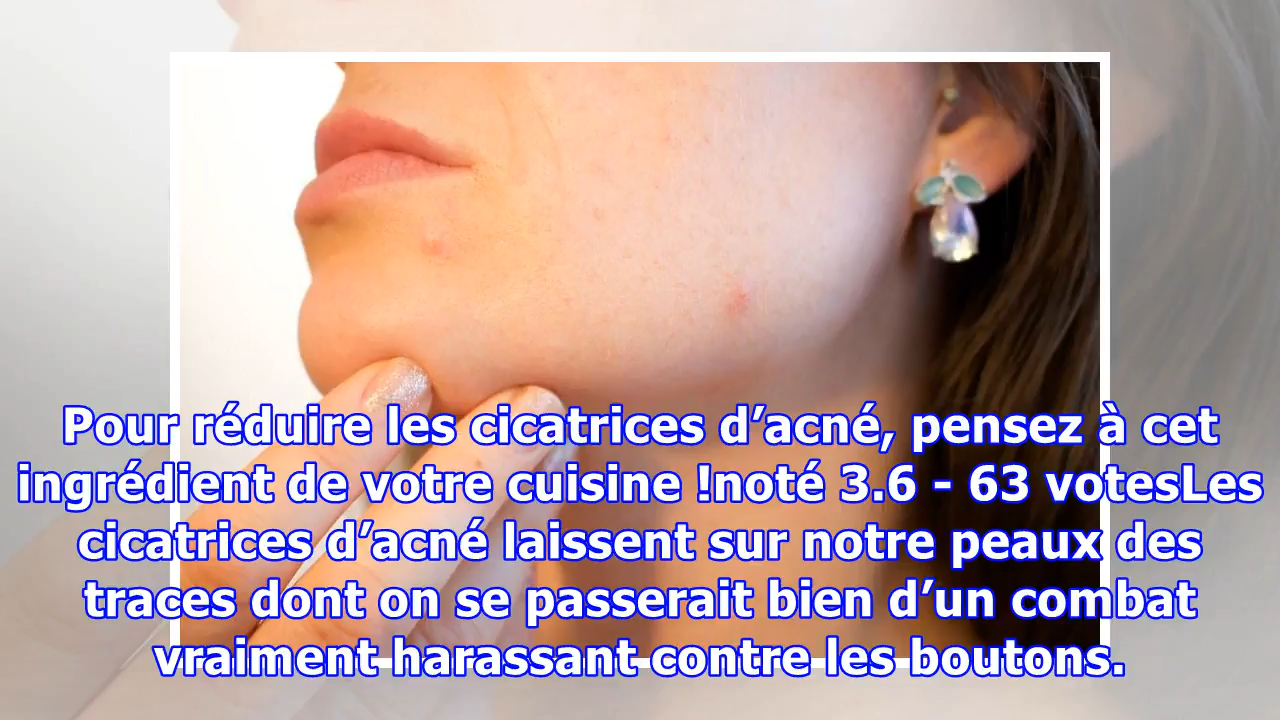 Pour réduire les cicatrices d’acné, pensez à cet
ingrédient de votre cuisine !noté 3.6 - 63 votesLes
cicatrices d’acné laissent sur notre peaux des
traces dont on se passerait bien d’un combat
vraiment harassant contre les boutons.